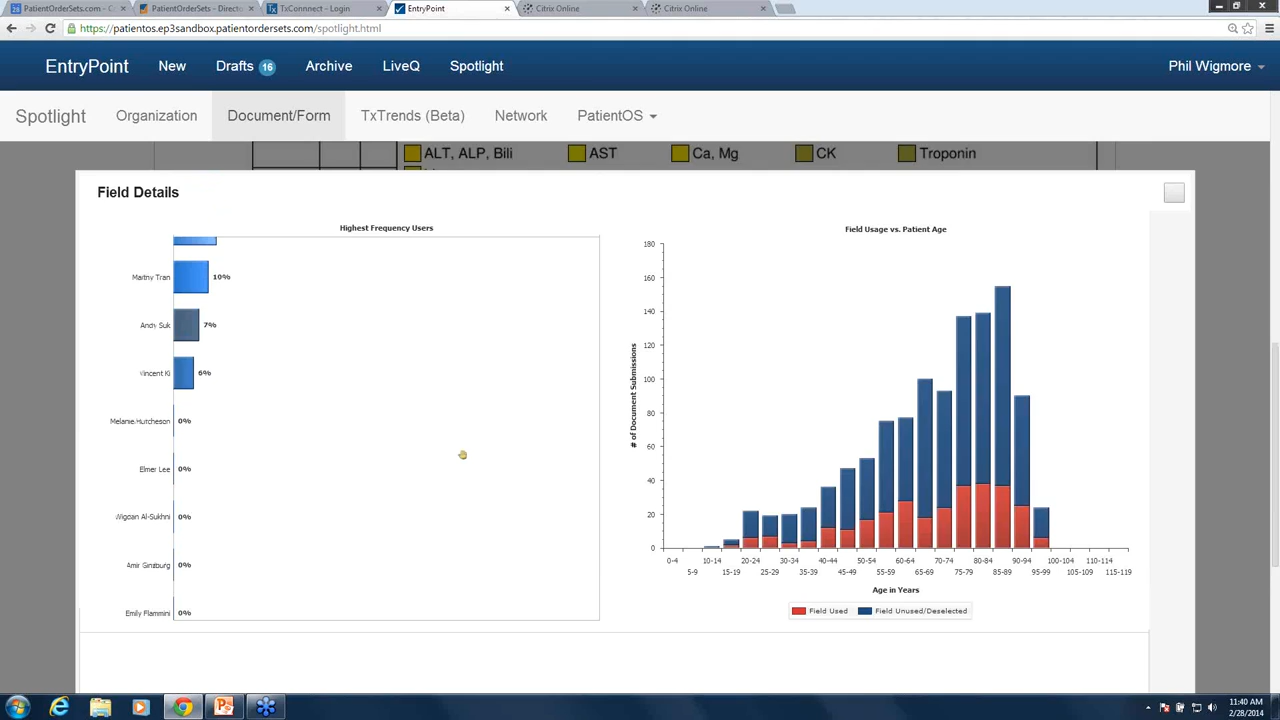 PatientOrderSets.com - C
PatientOrderSets - Direct
TxConnect -- Login
EntryPoint
Citrix Online
Citrix Online
https://patientos.ep3sandbox.patientordersets.com/spotlight.html
EntryPoint New Drafts 16 Archive LiveQ Spotlight Phil Wigmore
Spotlight Organization Document/Form TxTrends (Beta) Network PatientOS
ALT, ALP, Bili AST Ca, Mg CK Troponin
Field Details
Highest Frequency Users
Maitny Tran 10%
Andy Suk 7%
Vincent Ki 6%
Melanie Hutcheson 0%
Elmer Lee 0%
Wigdan Al-Sukhni 0%
Amir Ginzburg 0%
Emily Flammini 0%
Field Usage vs. Patient Age
# of Document Submissions
180
160
140
120
100
80
60
40
20
0
0-4 10-14 20-24 30-34 40-44 50-54 60-64 70-74 80-84 90-94 100-104 110-114
5-9 15-19 25-29 35-39 45-49 55-59 65-69 75-79 85-89 95-99 105-109 115-119
Age in Years
Field Used Field Unused/Deselected
11:40 AM
2/28/2014